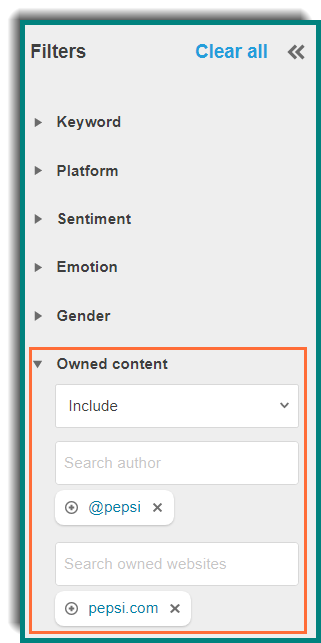 Filters Clear all
Keyword
Platform
Sentiment
Emotion
Gender
Owned content
Include
Search author
@pepsi
Search owned websites
pepsi.com